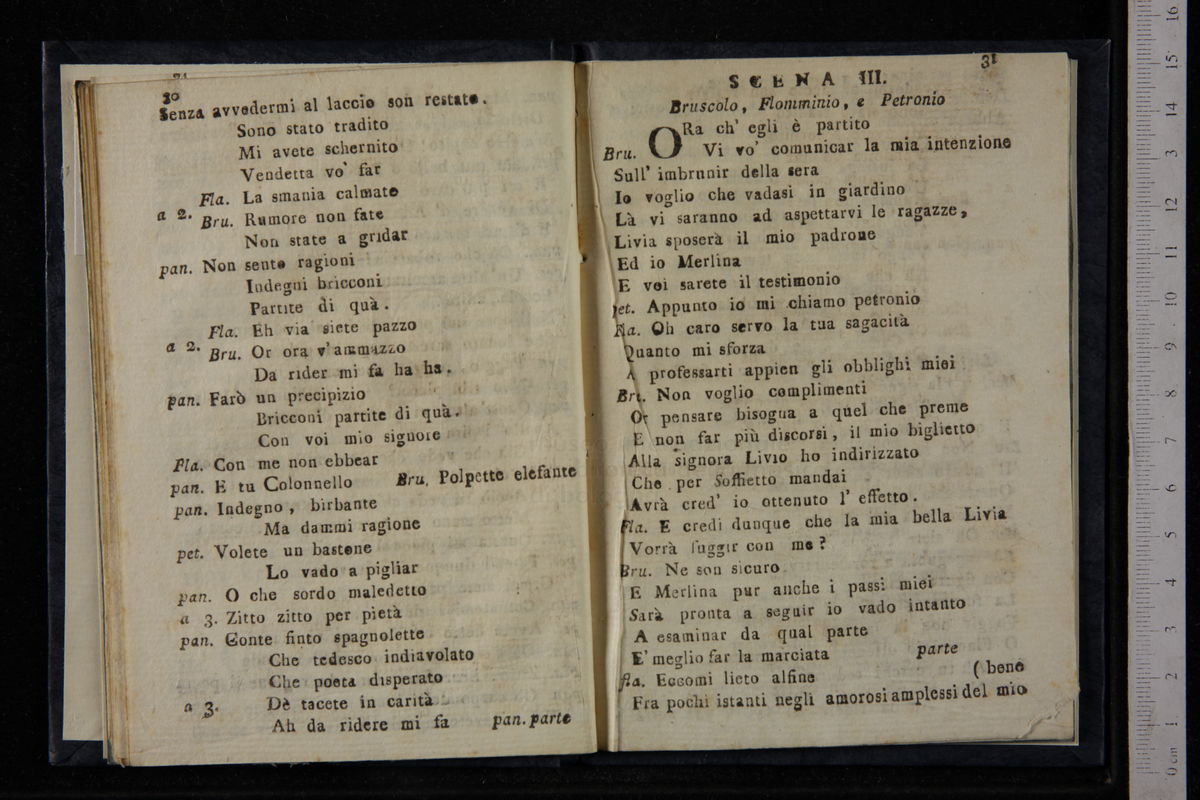 30
Senza avvedermi al laccio son restato.
Sono stato tradito
Mi avete schernito
Vendetta vo' far
Fla. La smania calmate
a 2. Bru. Rumore non fate
Non state a gridar
pan. Non sento ragioni
Indegni bricconi
Partite di quà.
Fla. Eh via siete pazzo
a 2. Bru. Or ora v'ammazzo
Da rider mi fa ha ha.
pan. Farò un precipizio
Bricconi partite di quà.
Con voi mio signore
Fla. Con me non ebbear
pan. E tu Colonnello Bru. Polpette elefante
pan. Indegno, birbante
Ma dammi ragione
pet. Volete un bastone
Lo vado a pigliar
pan. O che sordo maledetto
a 3. Zitto zitto per pietà
pan. Conte finto spagnolette
Che tedesco indiavolato
Che poeta disperato
a 3. Dè tacete in carità
Ah da ridere mi fa pan. parte
31
SCENA III.
Bruscolo, Flomminio, e Petronio
Bru. ORa ch' egli è partito
Vi vo' comunicar la mia intenzione
Sull' imbrunir della sera
Io voglio che vadasi in giardino
Là vi saranno ad aspettarvi le ragazze,
Livia sposerà il mio padrone
Ed io Merlina
E voi sarete il testimonio
pet. Appunto io mi chiamo petronio
Fla. Oh caro servo la tua sagacità
Quanto mi sforza
A professarti appien gli obblighi miei
Bru. Non voglio complimenti
Or pensare bisogua a quel che preme
E non far più discorsi, il mio biglietto
Alla signora Livio ho indirizzato
Che per Soffietto mandai
Avrà cred' io ottenuto l' effetto.
Fla. E credi dunque che la mia bella Livia
Vorrà fuggir con me?
Bru. Ne son sicuro
E Merlina pur anche i passi miei
Sarà pronta a seguir io vado intanto
A esaminar da qual parte
E' meglio far la marciata parte
fla. Eccomi lieto alfine (bene
Fra pochi istanti negli amorosi amplessi del mio